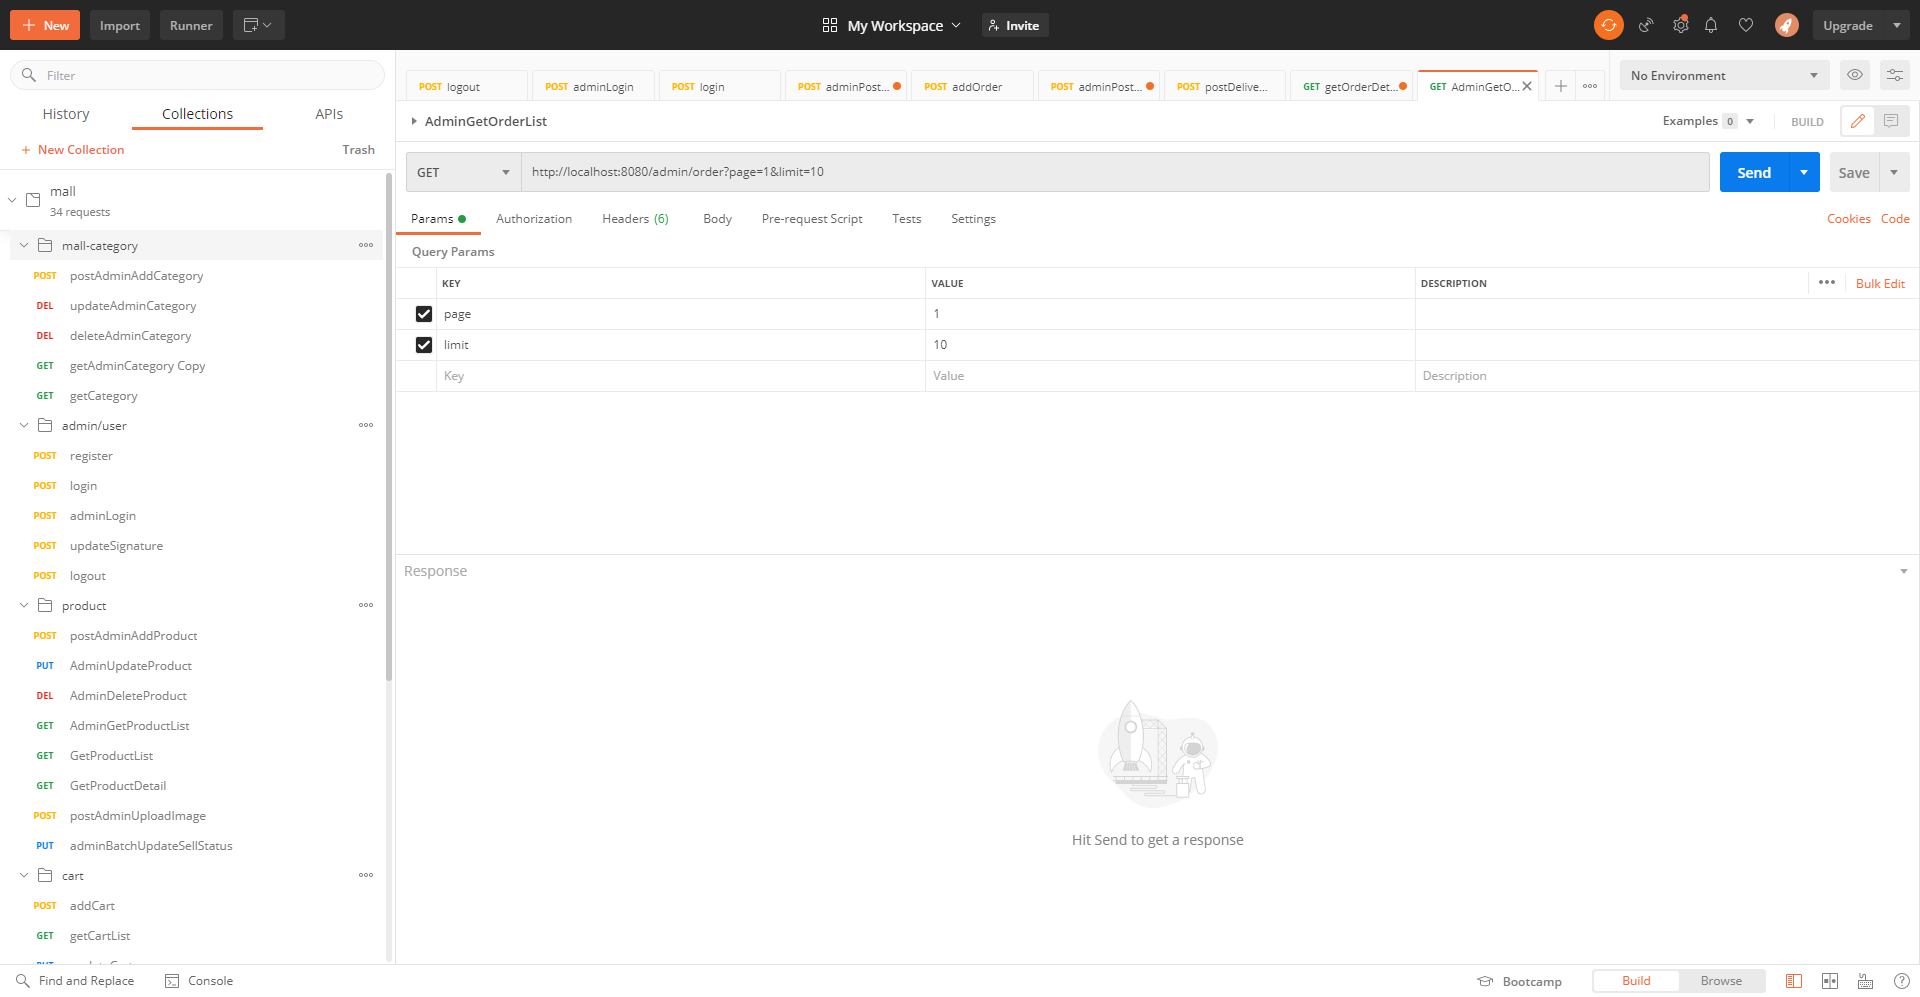 New
Import
Runner
My Workspace
Invite
Upgrade
Filter
History
Collections
APIs
New Collection
Trash
mall
34 requests
mall-category
POST postAdminAddCategory
DEL updateAdminCategory
DEL deleteAdminCategory
GET getAdminCategory Copy
GET getCategory
admin/user
POST register
POST login
POST adminLogin
POST updateSignature
POST logout
product
POST postAdminAddProduct
PUT AdminUpdateProduct
DEL AdminDeleteProduct
GET AdminGetProductList
GET GetProductList
GET GetProductDetail
POST postAdminUploadImage
PUT adminBatchUpdateSellStatus
cart
POST addCart
GET getCartList
POST logout
POST adminLogin
POST login
POST adminPost...
POST addOrder
POST adminPost...
POST postDelive...
GET getOrderDet...
GET AdminGetO...
No Environment
AdminGetOrderList
Examples 0
BUILD
GET
http://localhost:8080/admin/order?page=1&limit=10
Send
Save
Params
Authorization
Headers (6)
Body
Pre-request Script
Tests
Settings
Cookies
Code
Query Params
KEY VALUE DESCRIPTION
Bulk Edit
page 1
limit 10
Key Value Description
Response
Hit Send to get a response
Find and Replace
Console
Bootcamp
Build
Browse